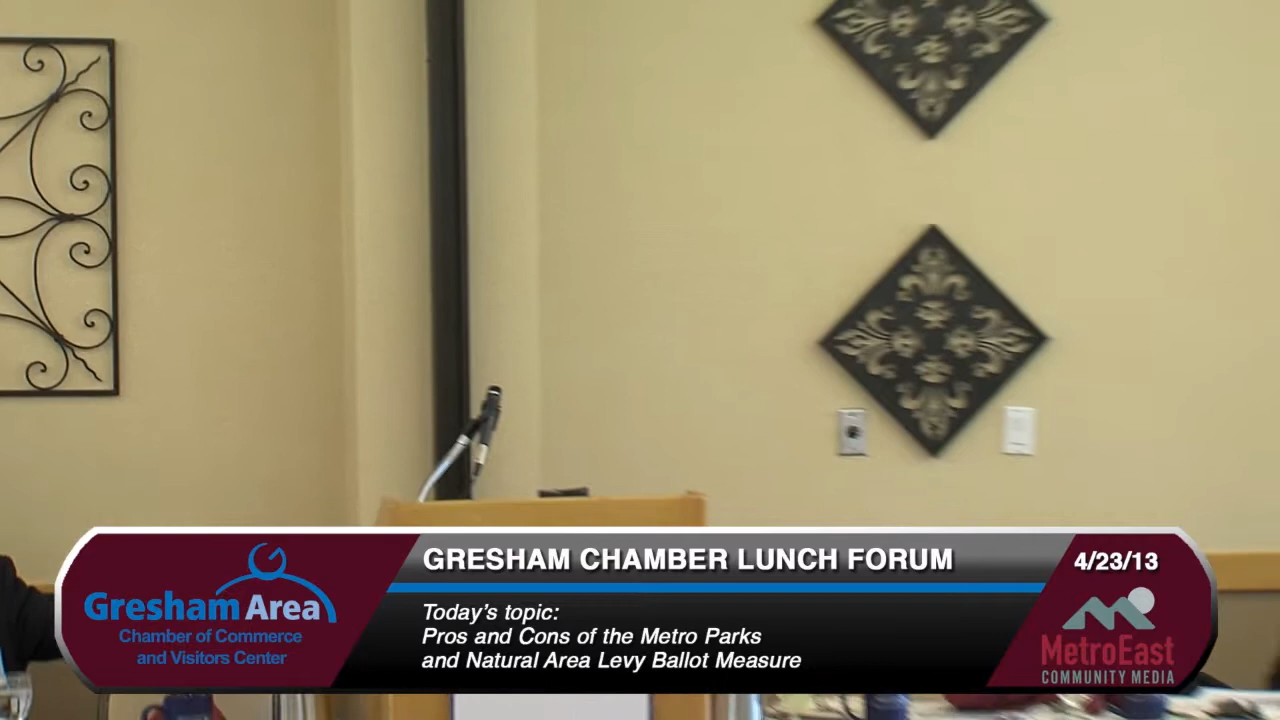 GRESHAM CHAMBER LUNCH FORUM
4/23/13
Gresham Area
Chamber of Commerce
and Visitors Center
Today's topic:
Pros and Cons of the Metro Parks
and Natural Area Levy Ballot Measure
MetroEast
COMMUNITY MEDIA